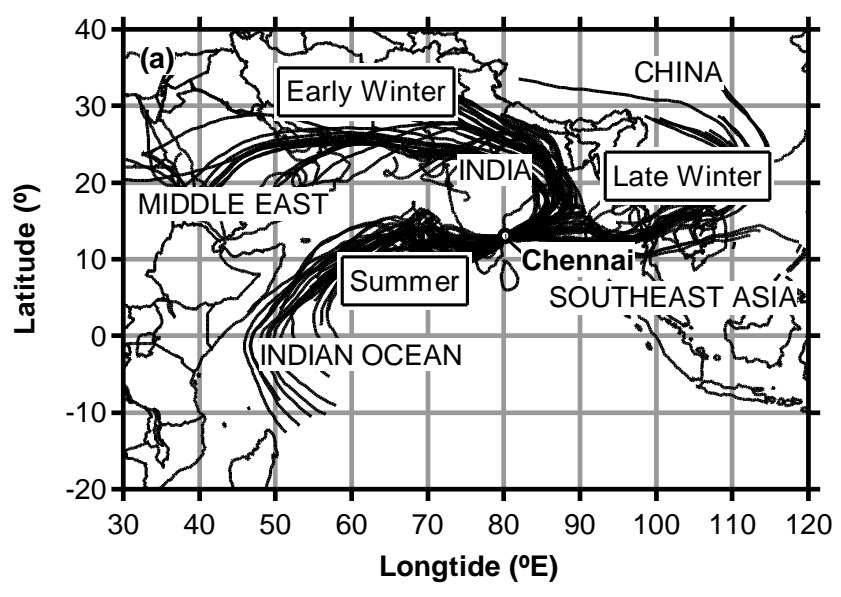 40
(a)
CHINA
Early Winter
30
INDIA
Late Winter
20
MIDDLE EAST
Latitude (º)
10
Chennai
Summer
SOUTHEAST ASIA
0
INDIAN OCEAN
-10
-20
30 40 50 60 70 80 90 100 110 120
Longtide (ºE)